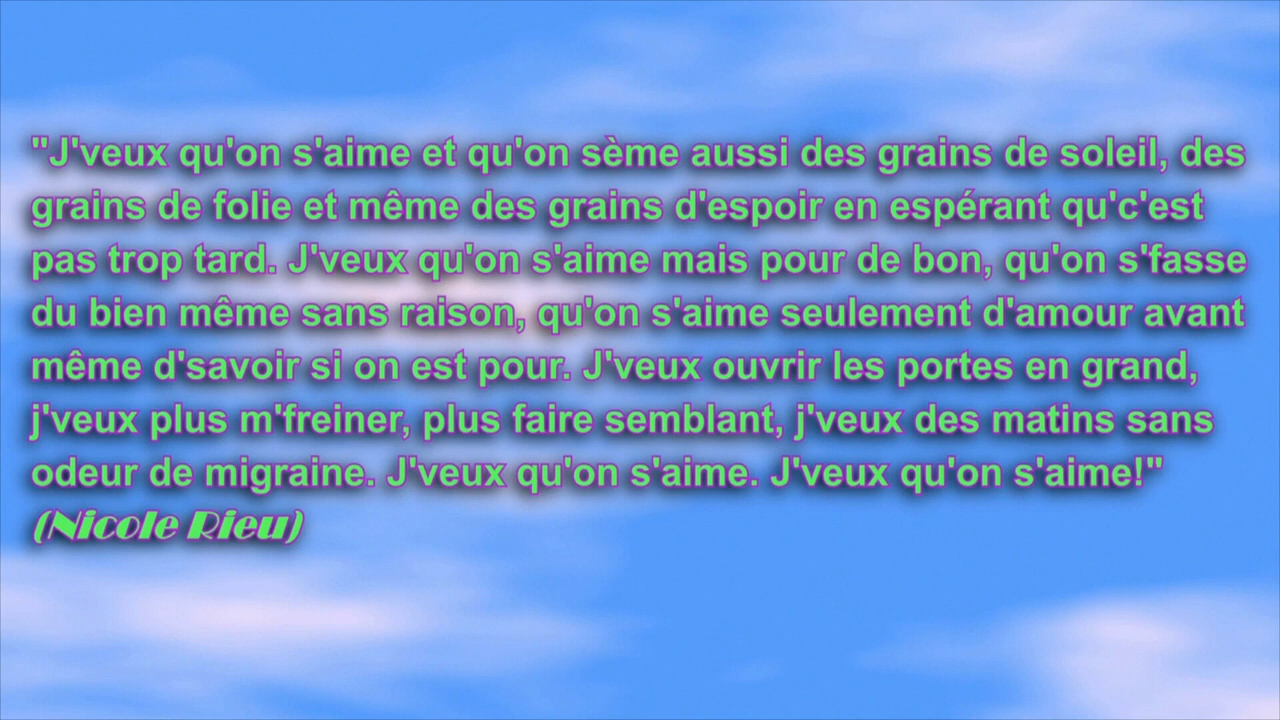 "J'veux qu'on s'aime et qu'on sème aussi des grains de soleil, des
grains de folie et même des grains d'espoir en espérant qu'c'est
pas trop tard. J'veux qu'on s'aime mais pour de bon, qu'on s'fasse
du bien même sans raison, qu'on s'aime seulement d'amour avant
même d'savoir si on est pour. J'veux ouvrir les portes en grand,
j'veux plus m'freiner, plus faire semblant, j'veux des matins sans
odeur de migraine. J'veux qu'on s'aime. J'veux qu'on s'aime!"
(Nicole Rieu)